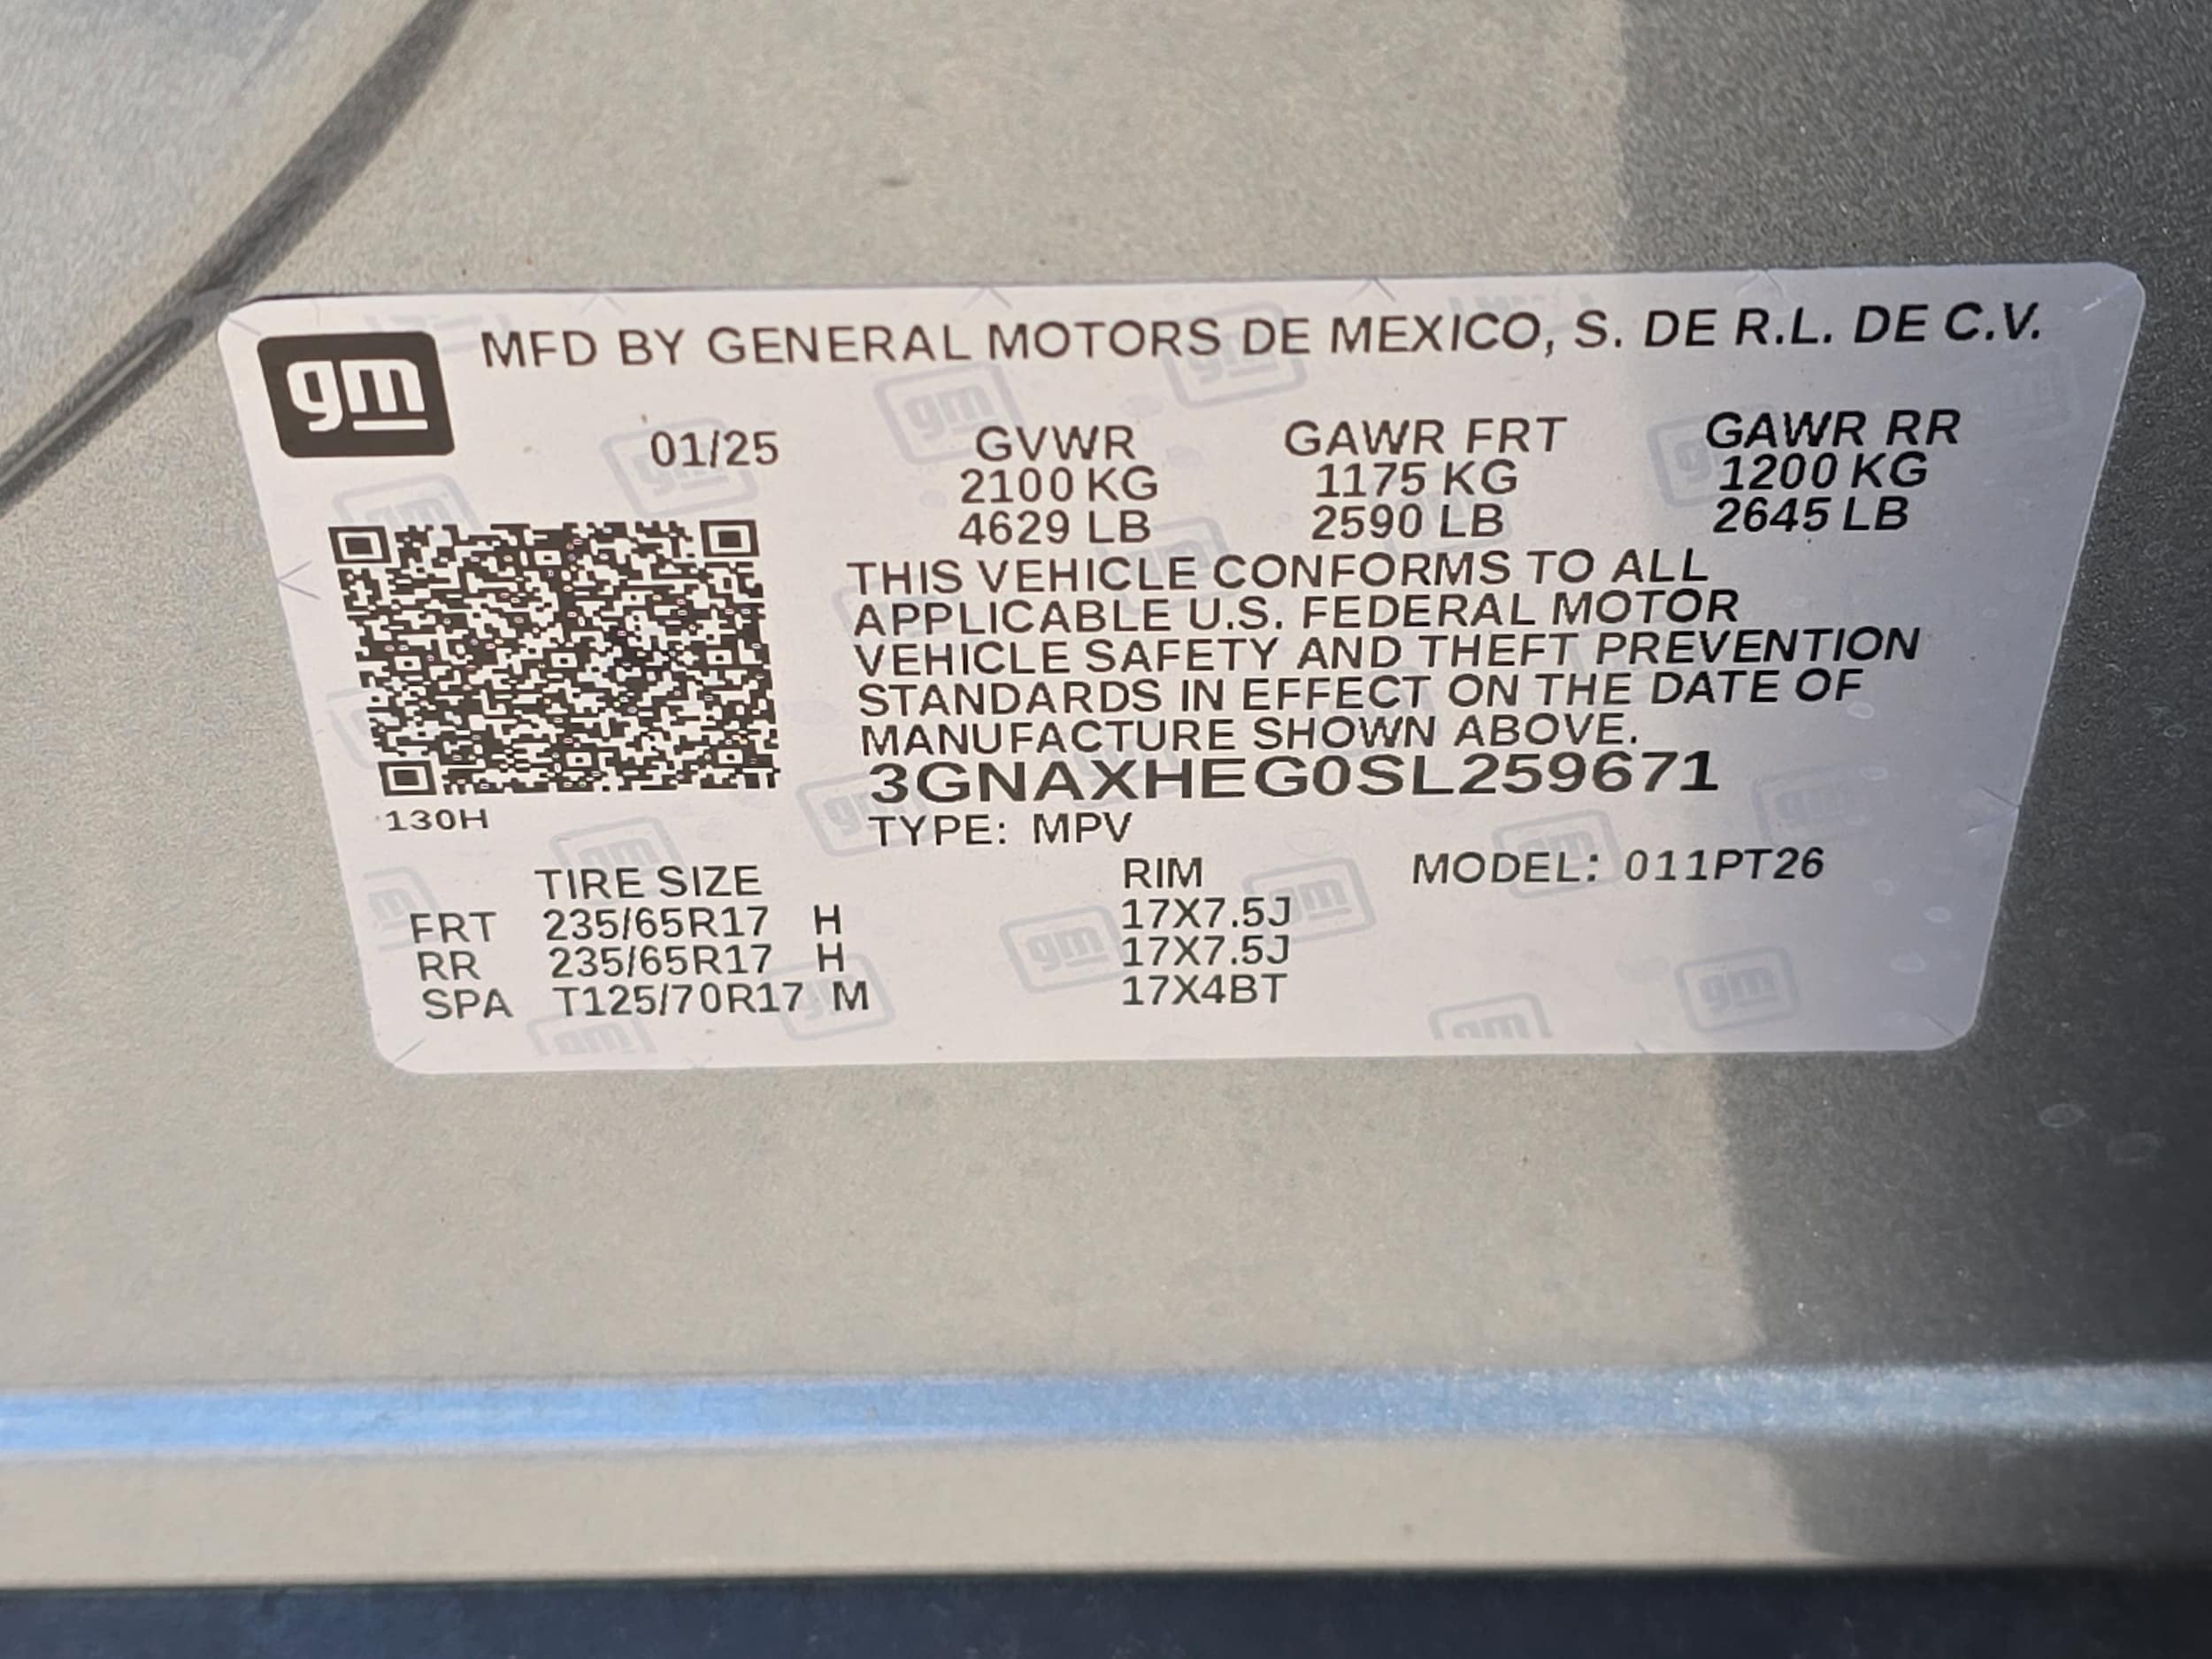 gm MFD BY GENERAL MOTORS DE MEXICO, S. DE R.L. DE C.V.
01/25 GVWR GAWR FRT GAWR RR
2100 KG 1175 KG 1200 KG
4629 LB 2590 LB 2645 LB
THIS VEHICLE CONFORMS TO ALL
APPLICABLE U.S. FEDERAL MOTOR
VEHICLE SAFETY AND THEFT PREVENTION
STANDARDS IN EFFECT ON THE DATE OF
MANUFACTURE SHOWN ABOVE.
3GNAXHEG0SL259671
130H
TYPE: MPV
TIRE SIZE RIM MODEL: 011PT26
FRT 235/65R17 H 17X7.5J
RR 235/65R17 H 17X7.5J
SPA T125/70R17 M 17X4BT